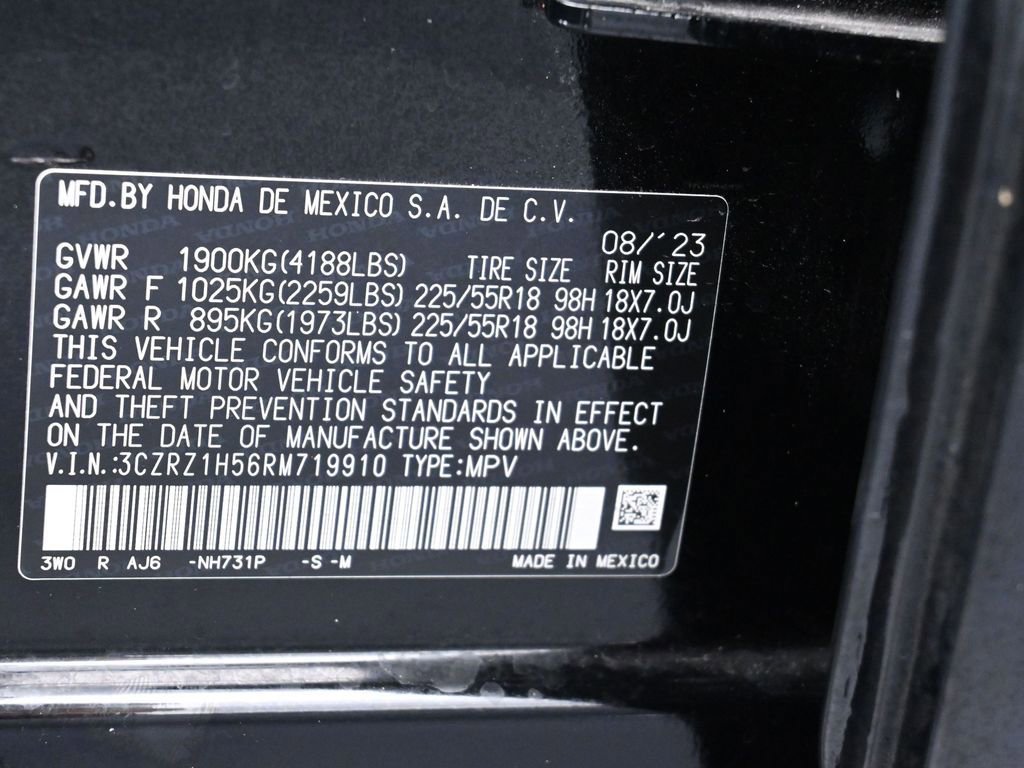 MFD.BY HONDA DE MEXICO S.A. DE C.V.
08/'23
GVWR 1900KG(4188LBS) TIRE SIZE RIM SIZE
GAWR F 1025KG(2259LBS) 225/55R18 98H 18X7.0J
GAWR R 895KG(1973LBS) 225/55R18 98H 18X7.0J
THIS VEHICLE CONFORMS TO ALL APPLICABLE
FEDERAL MOTOR VEHICLE SAFETY
AND THEFT PREVENTION STANDARDS IN EFFECT
ON THE DATE OF MANUFACTURE SHOWN ABOVE.
V.I.N.:3CZRZ1H56RM719910 TYPE:MPV
3W0 R AJ6 -NH731P -S -M MADE IN MEXICO